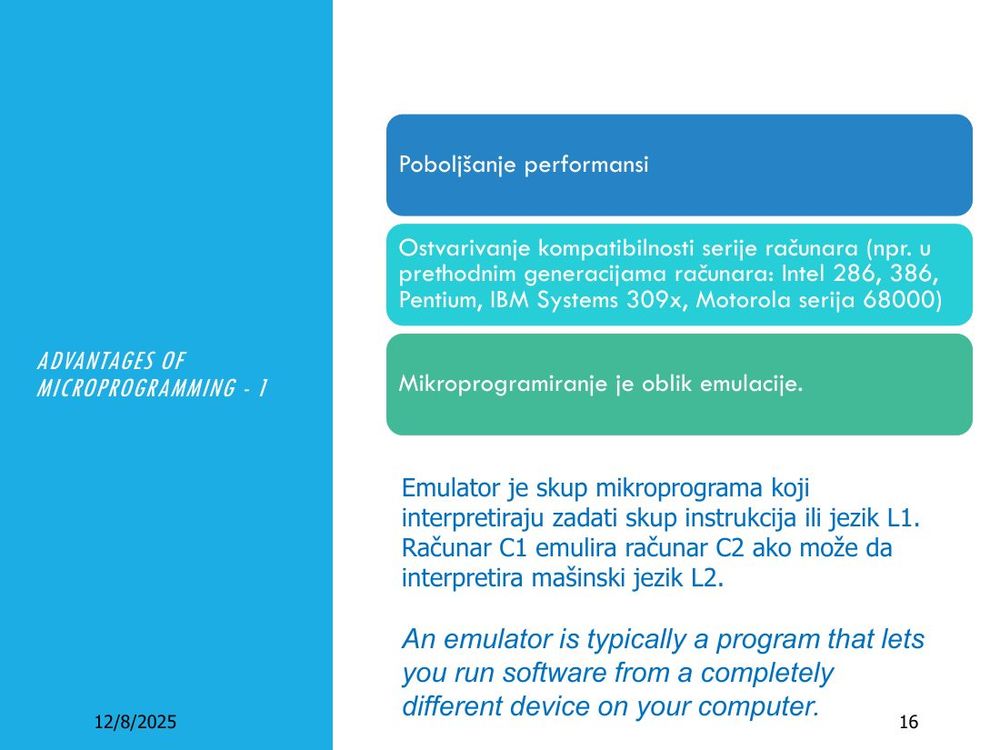 ADVANTAGES OF
MICROPROGRAMMING - 1
Poboljšanje performansi
Ostvarivanje kompatibilnosti serije računara (npr. u
prethodnim generacijama računara: Intel 286, 386,
Pentium, IBM Systems 309x, Motorola serija 68000)
Mikroprogramiranje je oblik emulacije.
Emulator je skup mikroprograma koji
interpretiraju zadati skup instrukcija ili jezik L1.
Računar C1 emulira računar C2 ako može da
interpretira mašinski jezik L2.
An emulator is typically a program that lets
you run software from a completely
different device on your computer.
12/8/2025
16